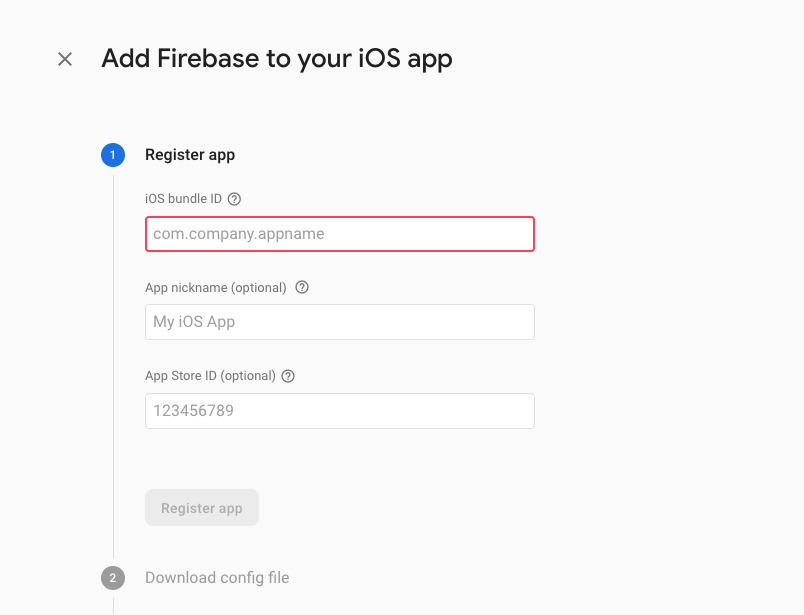 Add Firebase to your iOS app
1 Register app
iOS bundle ID
com.company.appname
App nickname (optional)
My iOS App
App Store ID (optional)
123456789
Register app
2 Download config file